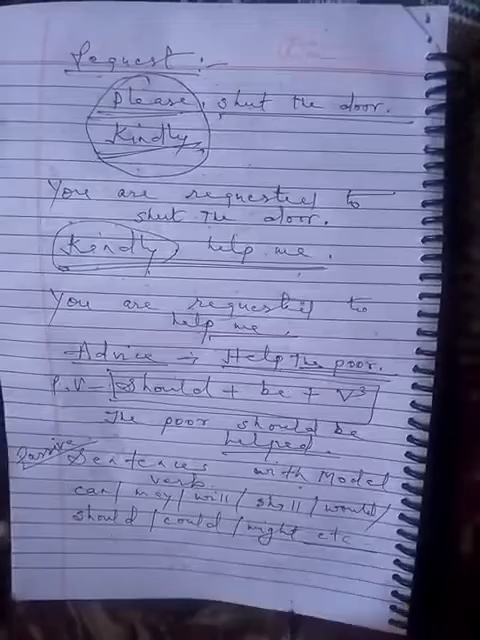 Request :-
Please, shut the door.
Kindly
You are requested to
shut the door.
Kindly, help me.
You are requested to
help me.
Advice → Help the poor.
P.V - [Should + be + V³]
The poor should be
helped.
Passive Sentences with Model
verb.
can/ may/ will/ shall/ would/
should/ could/ might etc